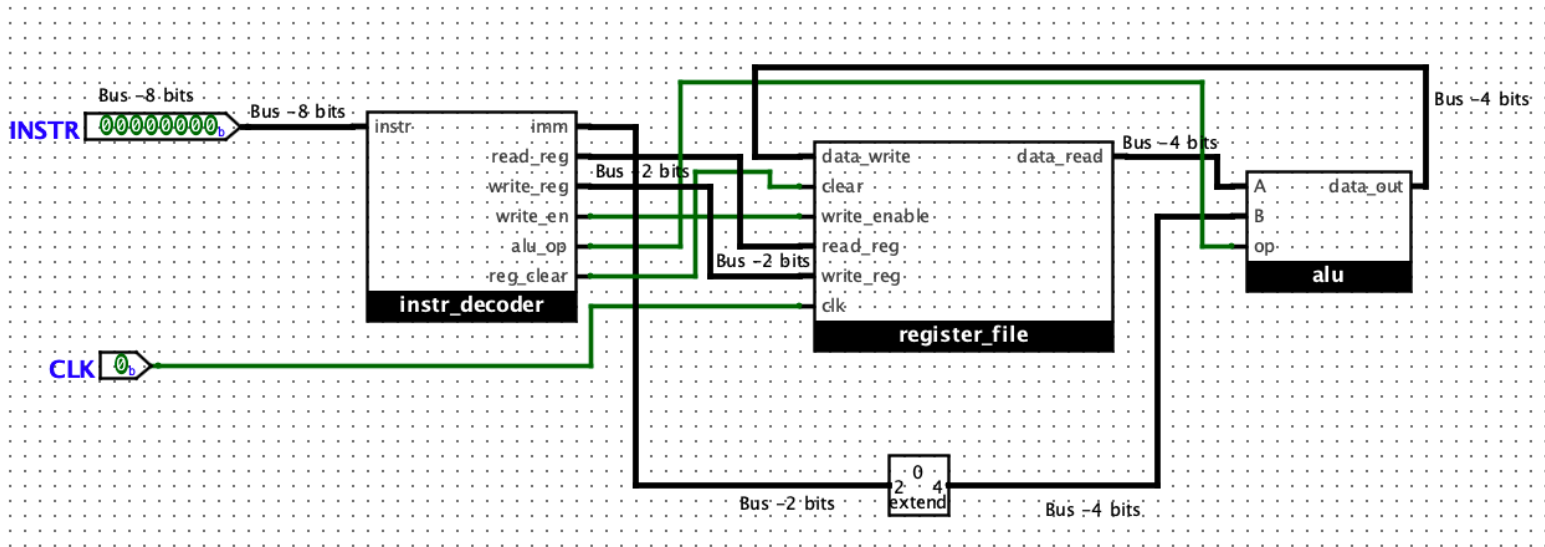 Bus -8 bits
INSTR
00000000b
Bus -8 bits
instr
imm
read_reg
write_reg
write_en
alu_op
reg_clear
instr_decoder
Bus -2 bits
Bus -2 bits
CLK
0b
data_write
data_read
clear
write_enable
read_reg
write_reg
clk
register_file
Bus -4 bits
Bus -4 bits
A
data_out
B
op
alu
0
2 4
extend
Bus -2 bits
Bus -4 bits